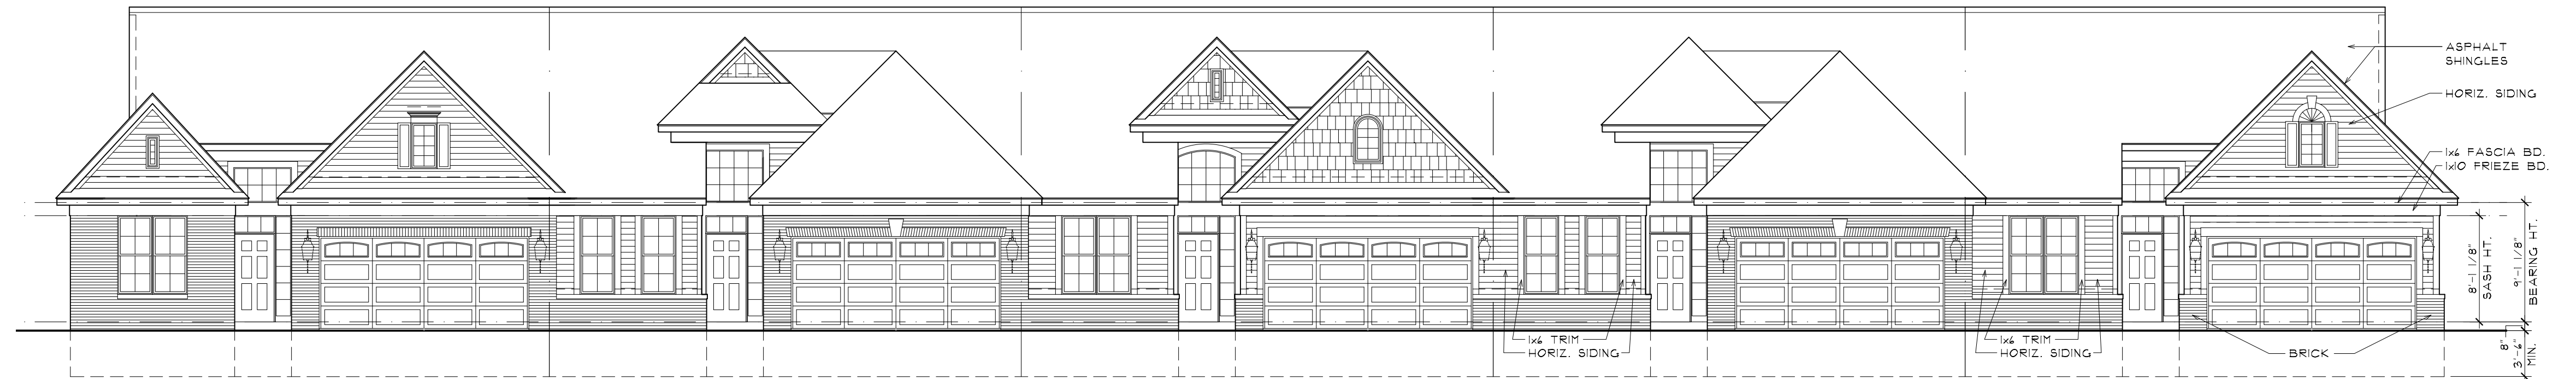 ASPHALT
SHINGLES
HORIZ. SIDING
1x6 FASCIA BD.
1x10 FRIEZE BD.
8'-1 1/8"
SASH HT.
9'-1 1/8"
BEARING HT.
1x6 TRIM
HORIZ. SIDING
1x6 TRIM
HORIZ. SIDING
BRICK
8"
3'-6"
MIN.